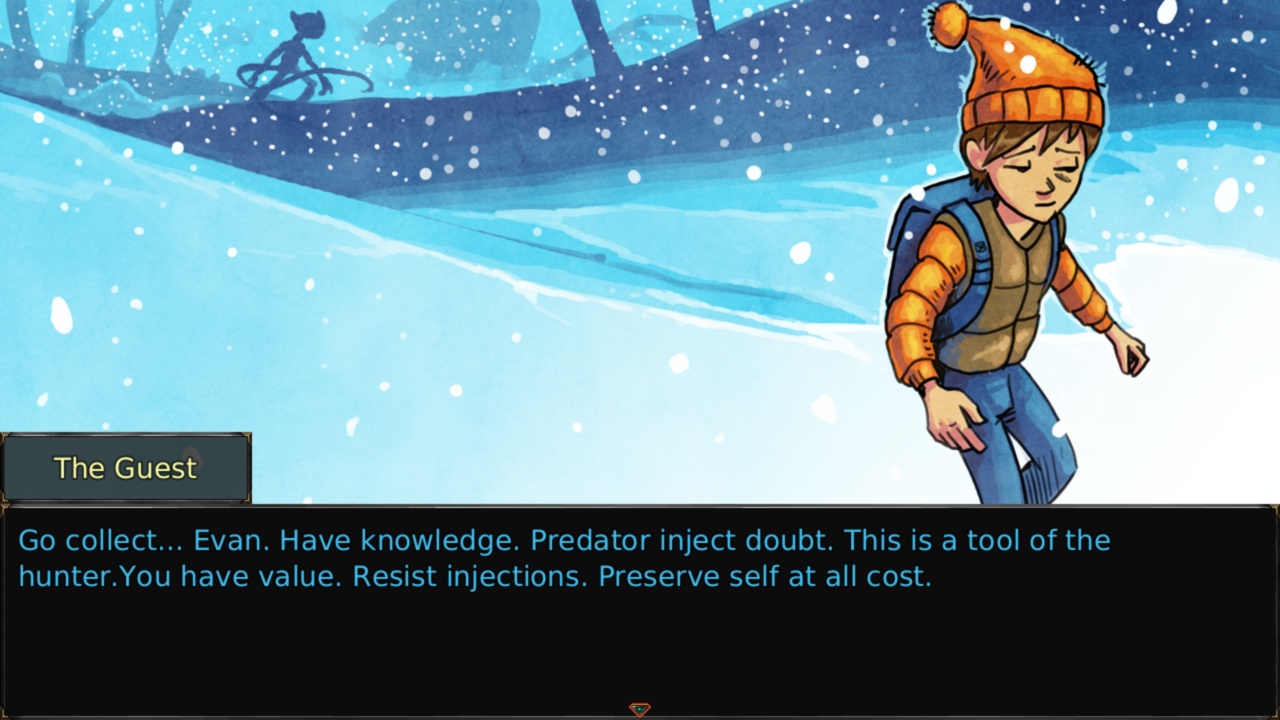 The Guest
Go collect... Evan. Have knowledge. Predator inject doubt. This is a tool of the
hunter.You have value. Resist injections. Preserve self at all cost.